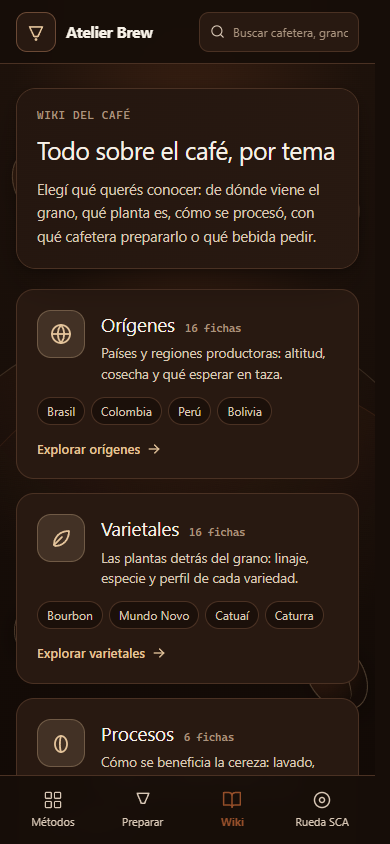 Atelier Brew
Buscar cafetera, grano
WIKI DEL CAFÉ
Todo sobre el café, por tema
Elegí qué querés conocer: de dónde viene el
grano, qué planta es, cómo se procesó, con
qué cafetera prepararlo o qué bebida pedir.
Orígenes 16 fichas
Países y regiones productoras: altitud,
cosecha y qué esperar en taza.
Brasil Colombia Perú Bolivia
Explorar orígenes →
Varietales 16 fichas
Las plantas detrás del grano: linaje,
especie y perfil de cada variedad.
Bourbon Mundo Novo Catuaí Caturra
Explorar varietales →
Procesos 6 fichas
Cómo se beneficia la cereza: lavado,
Métodos Preparar Wiki Rueda SCA